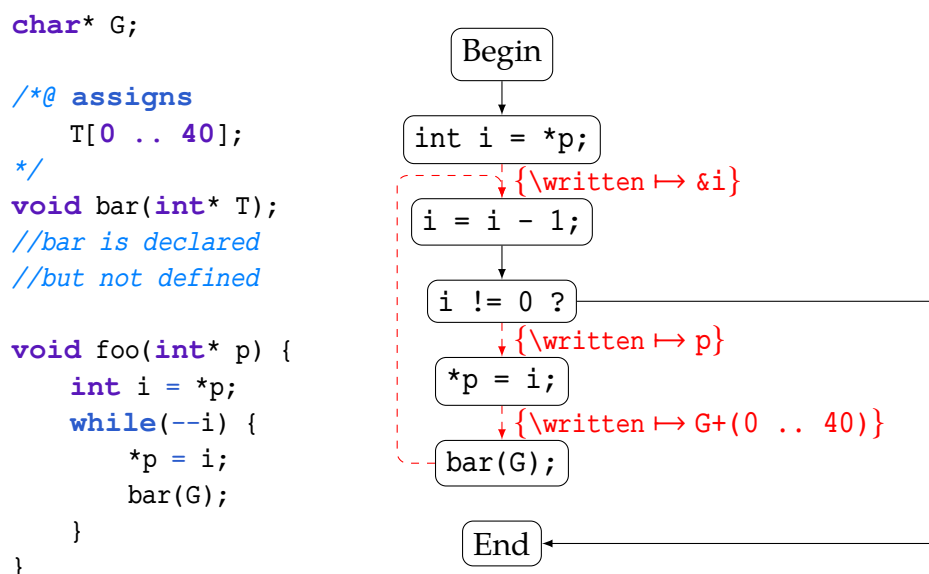 char* G;
/*@ assigns
    T[0 .. 40];
*/
void bar(int* T);
//bar is declared
//but not defined
void foo(int* p) {
    int i = *p;
    while(--i) {
        *p = i;
        bar(G);
    }
}
Begin
int i = *p;
{\written ↦ &i}
i = i - 1;
i != 0 ?
{\written ↦ p}
*p = i;
{\written ↦ G+(0 .. 40)}
bar(G);
End